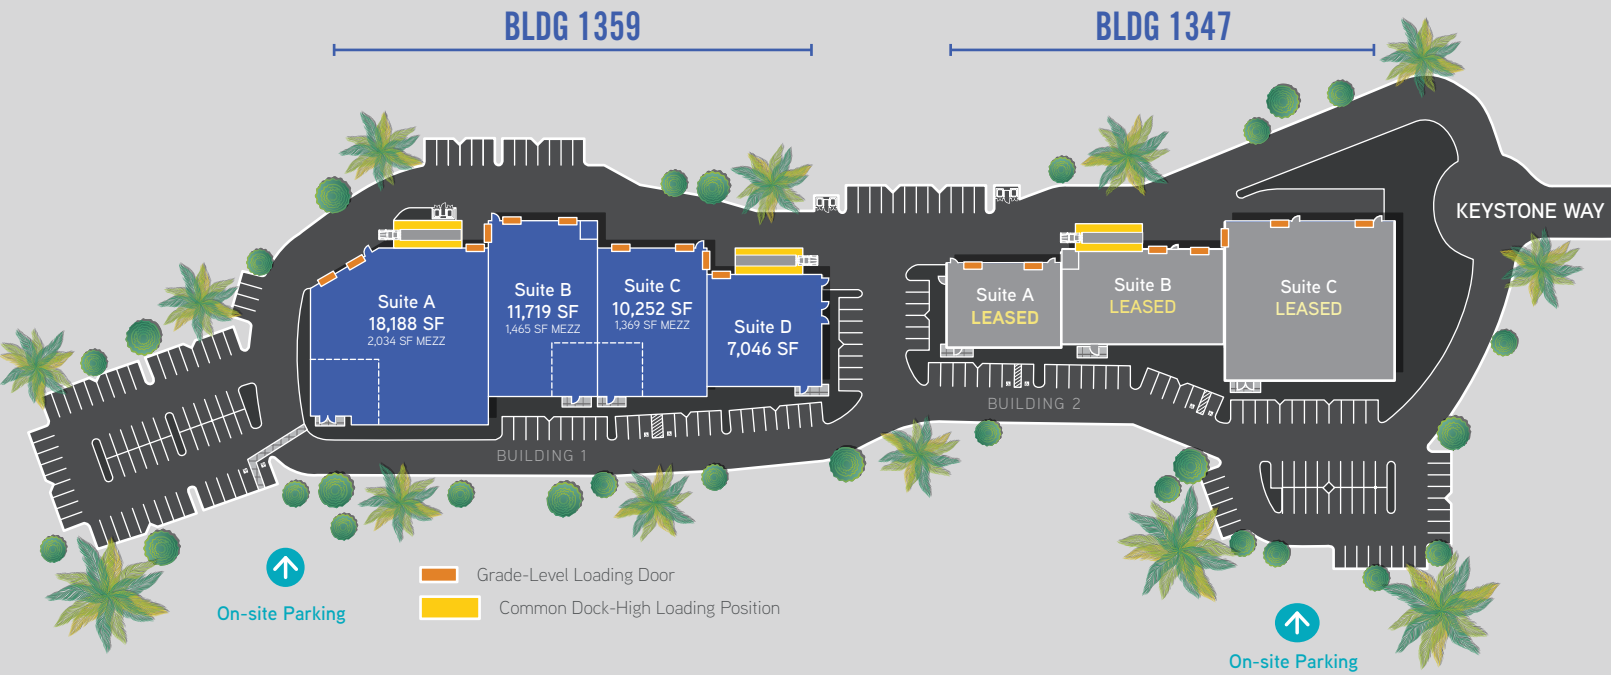 BLDG 1359
BLDG 1347
KEYSTONE WAY
Suite A
18,188 SF
2,034 SF MEZZ
Suite B
11,719 SF
1,465 SF MEZZ
Suite C
10,252 SF
1,369 SF MEZZ
Suite D
7,046 SF
Suite A
LEASED
Suite B
LEASED
Suite C
LEASED
BUILDING 1
BUILDING 2
On-site Parking
Grade-Level Loading Door
Common Dock-High Loading Position
On-site Parking